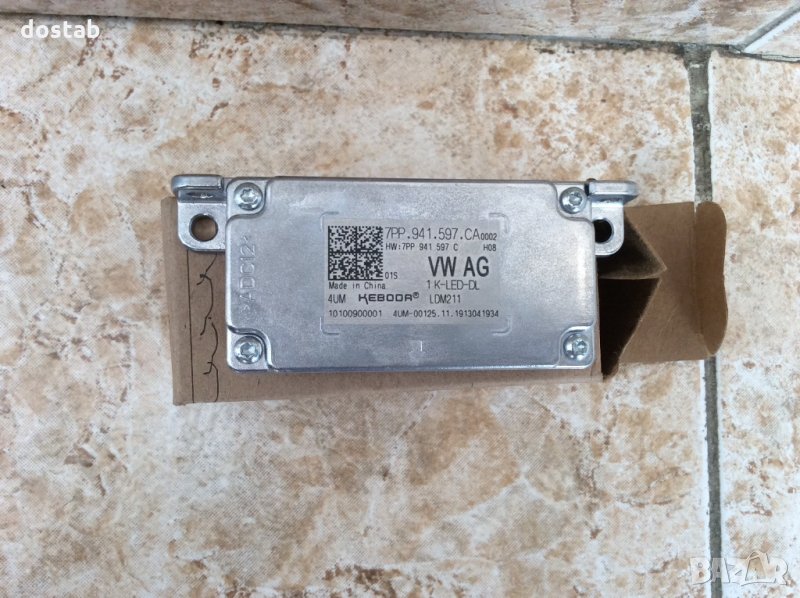 dostab
7PP.941.597.CA 0002
HW:7PP 941 597 C H08
VW AG
01S
Made in China 1 K-LED-DL
4UM KEBODA® LDM211
10100900001 4UM-00125.11.1913041934
>ADC12<
BAZAR